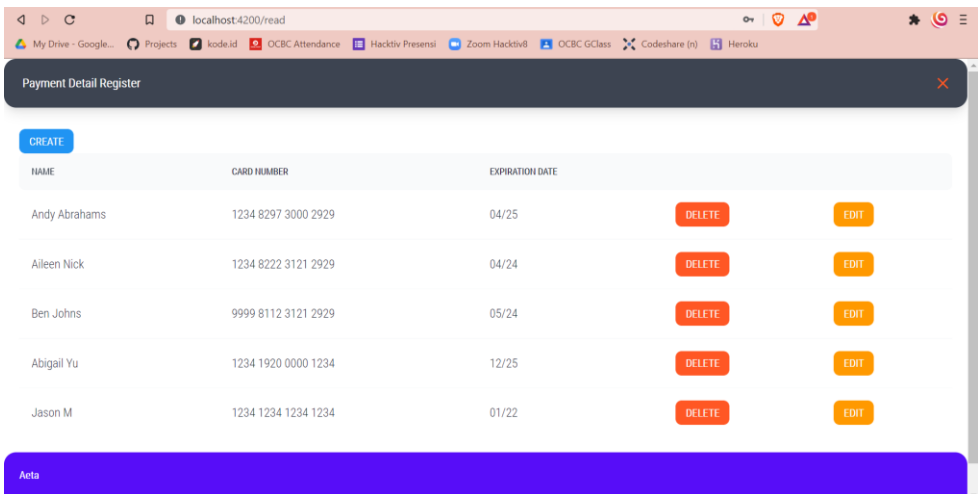 localhost:4200/read
My Drive - Google... Projects kode.id OCBC Attendance Hacktiv Presensi Zoom Hacktiv8 OCBC GClass Codeshare (n) Heroku
Payment Detail Register
CREATE
NAME CARD NUMBER EXPIRATION DATE
Andy Abrahams 1234 8297 3000 2929 04/25 DELETE EDIT
Aileen Nick 1234 8222 3121 2929 04/24 DELETE EDIT
Ben Johns 9999 8112 3121 2929 05/24 DELETE EDIT
Abigail Yu 1234 1920 0000 1234 12/25 DELETE EDIT
Jason M 1234 1234 1234 1234 01/22 DELETE EDIT
Aeta